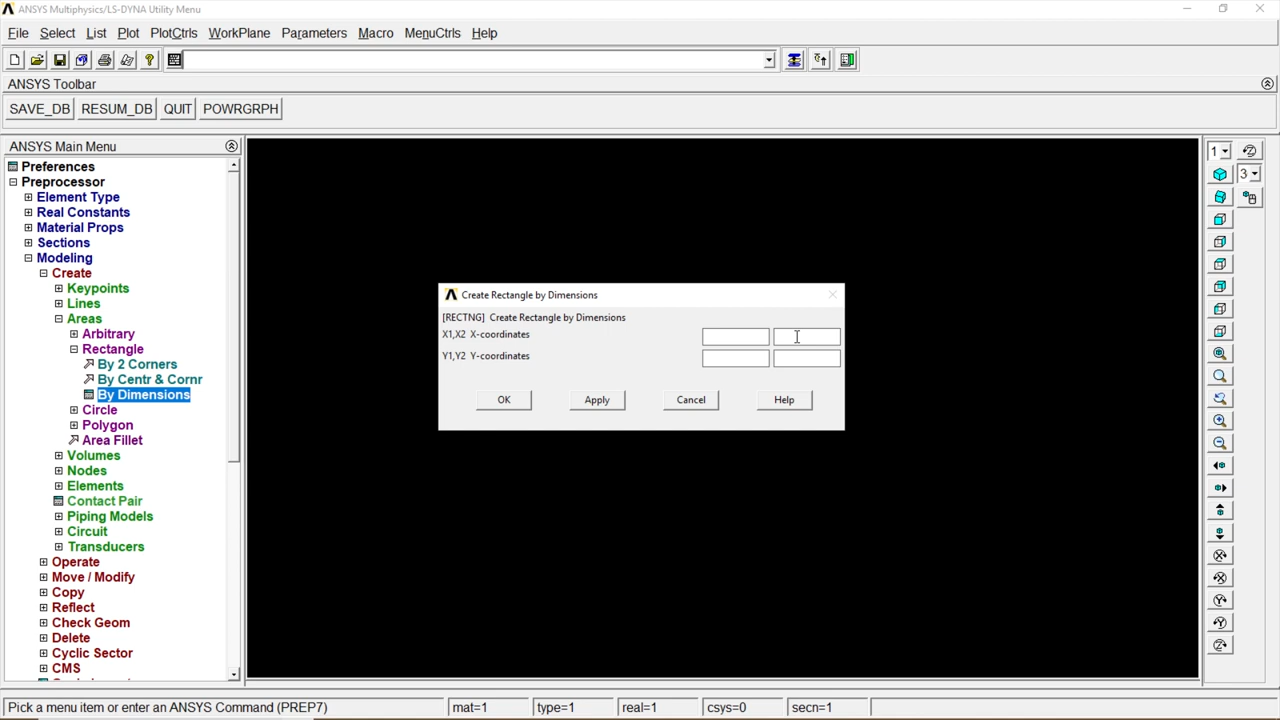 ANSYS Multiphysics/LS-DYNA Utility Menu
File Select List Plot PlotCtrls WorkPlane Parameters Macro MenuCtrls Help
ANSYS Toolbar
SAVE_DB RESUM_DB QUIT POWRGRPH
ANSYS Main Menu
Preferences
Preprocessor
Element Type
Real Constants
Material Props
Sections
Modeling
Create
Keypoints
Lines
Areas
Arbitrary
Rectangle
By 2 Corners
By Centr & Cornr
By Dimensions
Circle
Polygon
Area Fillet
Volumes
Nodes
Elements
Contact Pair
Piping Models
Circuit
Transducers
Operate
Move / Modify
Copy
Reflect
Check Geom
Delete
Cyclic Sector
CMS
Create Rectangle by Dimensions
[RECTNG] Create Rectangle by Dimensions
X1,X2 X-coordinates
Y1,Y2 Y-coordinates
OK Apply Cancel Help
1
3
Pick a menu item or enter an ANSYS Command (PREP7) mat=1 type=1 real=1 csys=0 secn=1